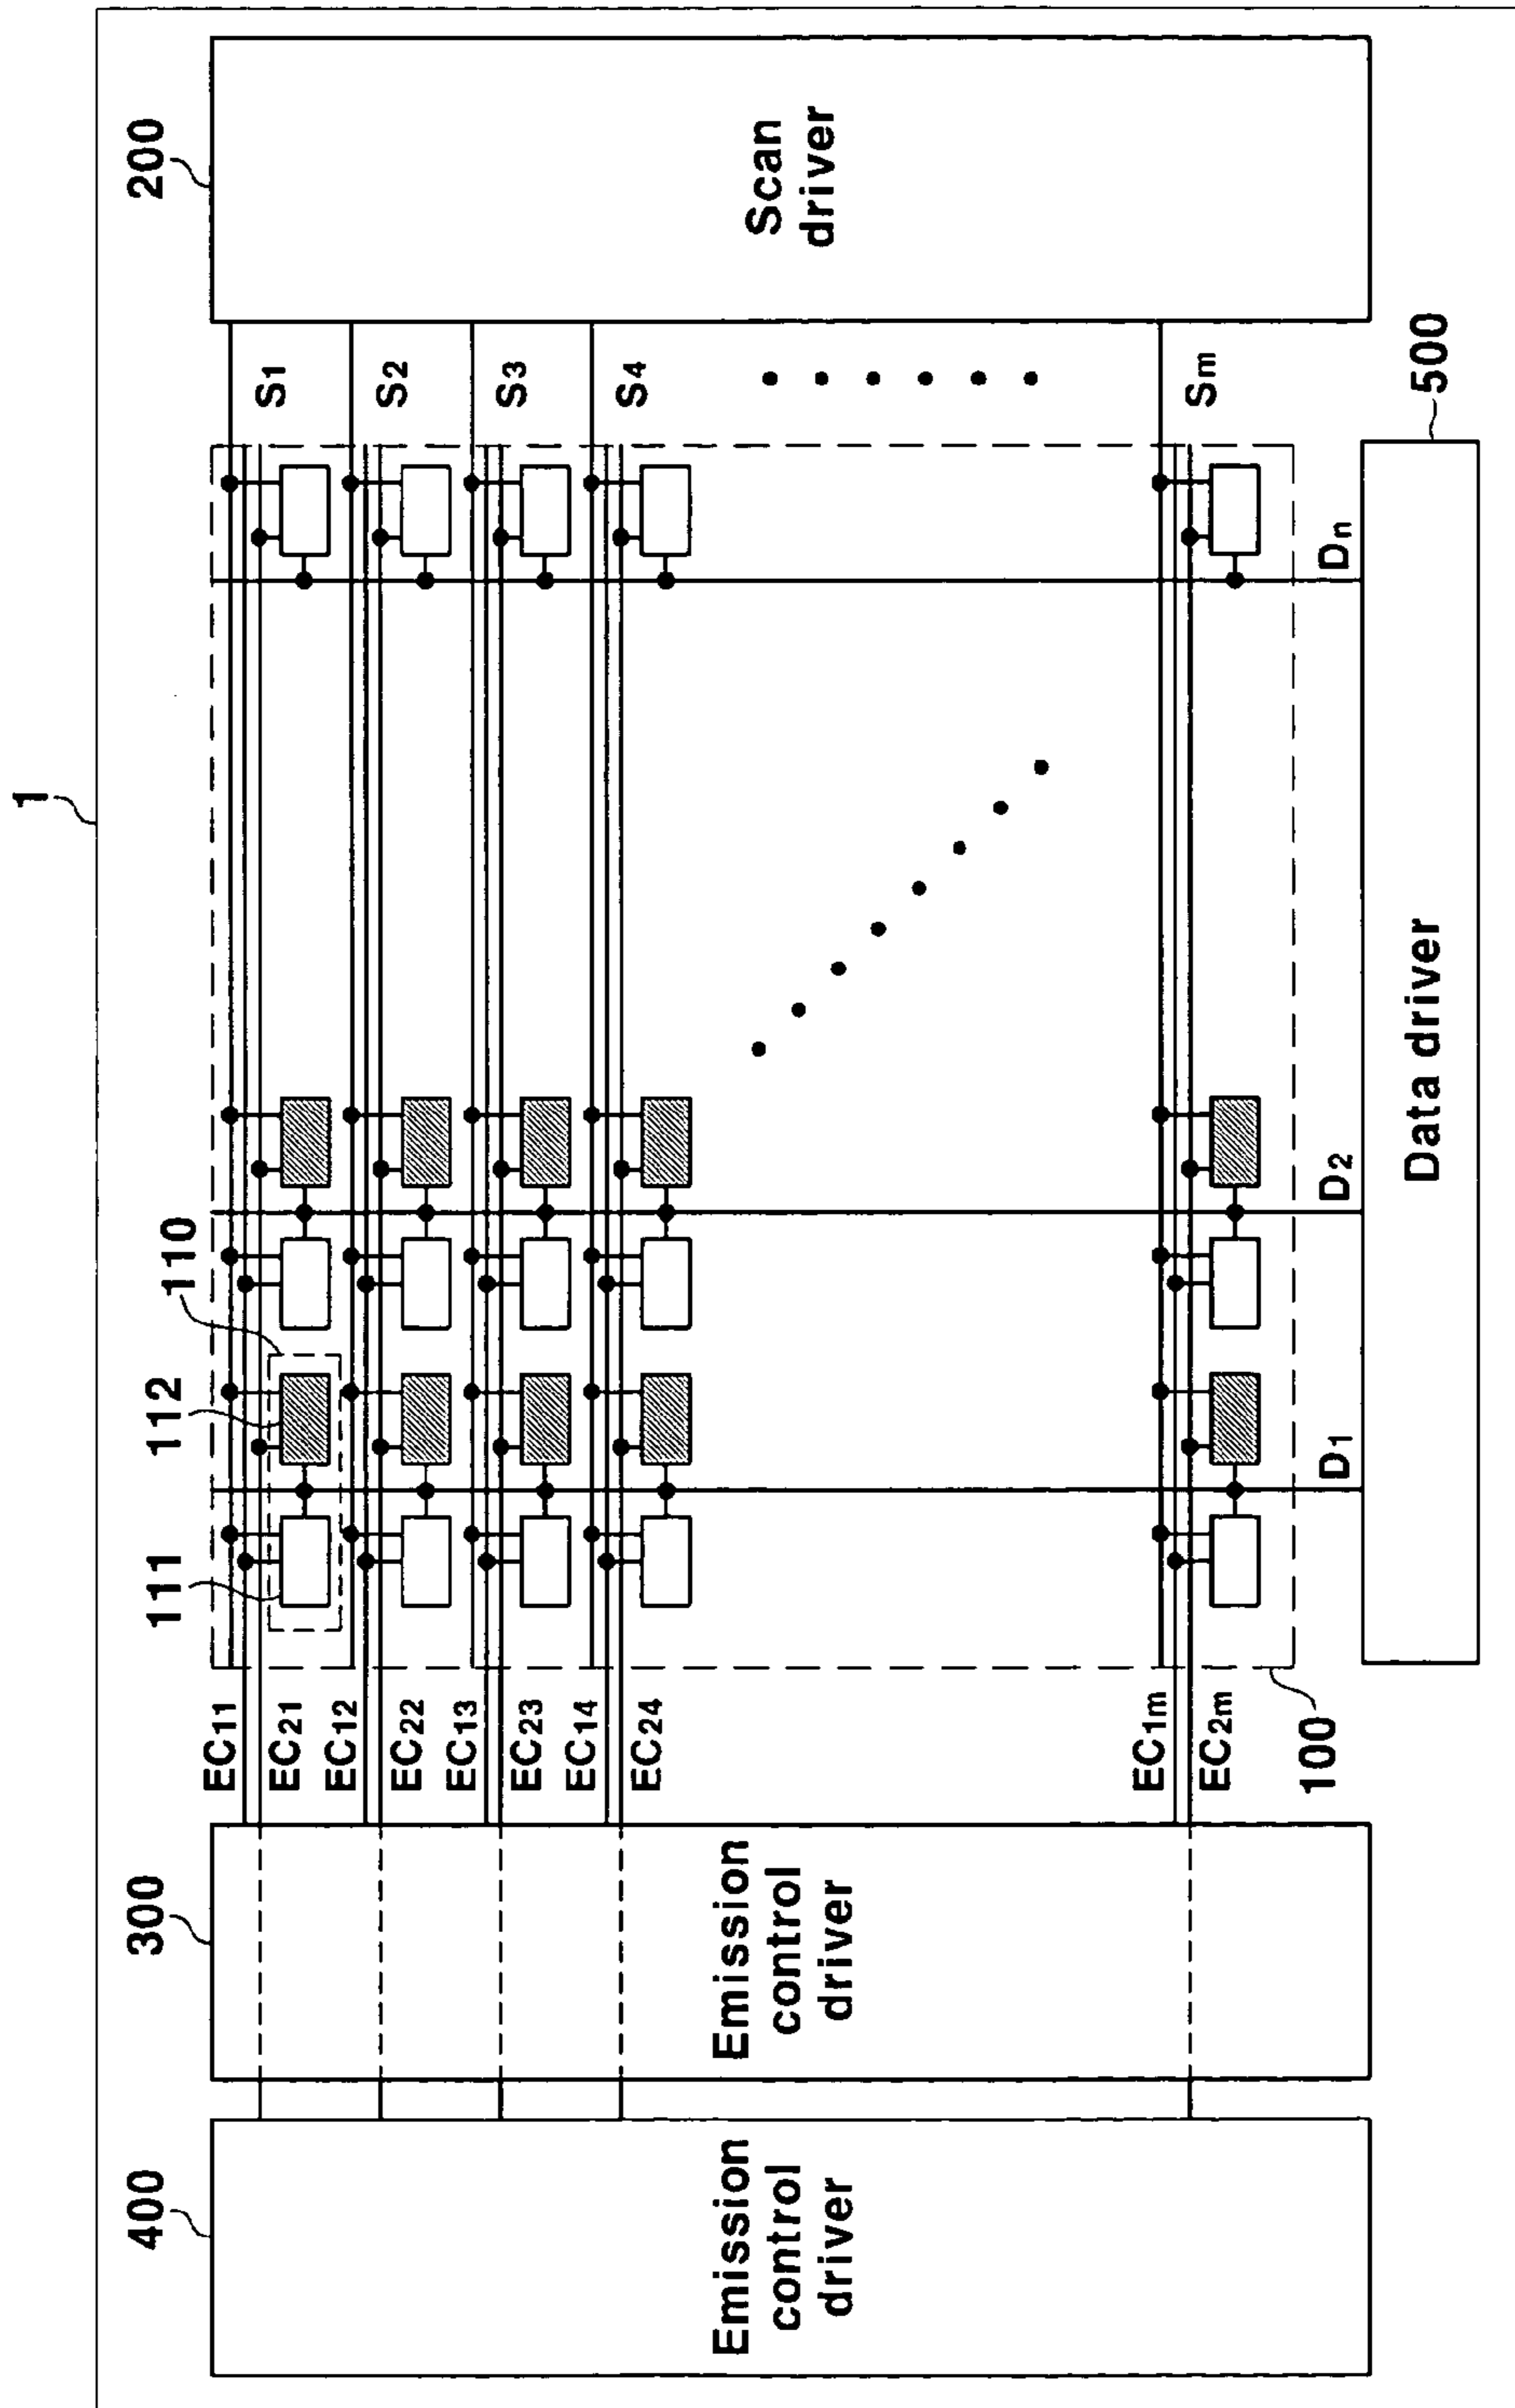 1
400
300
111
112
110
200
EC11
EC21
S1
EC12
EC22
S2
EC13
EC23
S3
EC14
EC24
S4
Emission
control
driver
Emission
control
driver
Scan
driver
EC1m
EC2m
Sm
100
D1
D2
Dn
500
Data driver